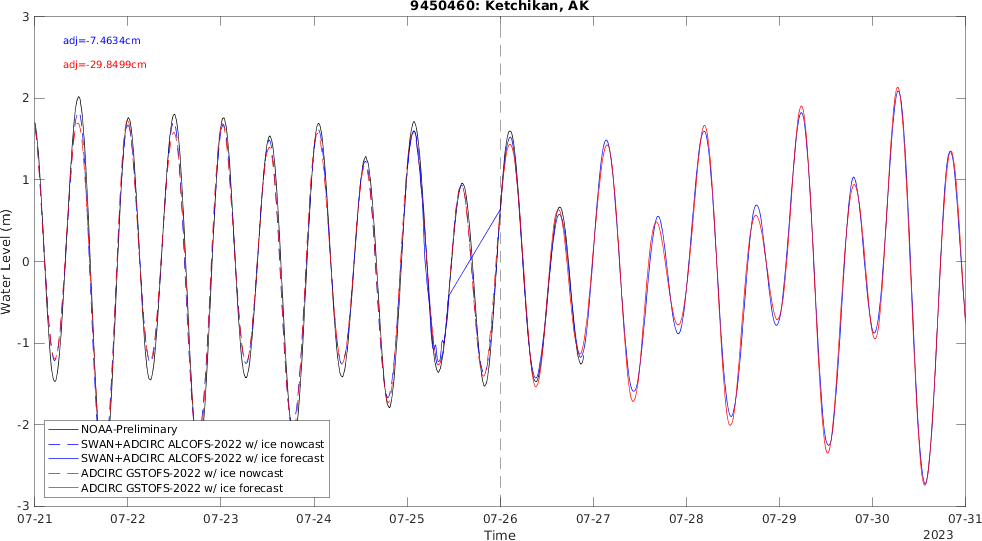 9450460: Ketchikan, AK
adj=-7.4634cm
adj=-29.8499cm
Water Level (m)
3
2
1
0
-1
-2
-3
NOAA-Preliminary
SWAN+ADCIRC ALCOFS-2022 w/ ice nowcast
SWAN+ADCIRC ALCOFS-2022 w/ ice forecast
ADCIRC GSTOFS-2022 w/ ice nowcast
ADCIRC GSTOFS-2022 w/ ice forecast
07-21 07-22 07-23 07-24 07-25 07-26 07-27 07-28 07-29 07-30 07-31
Time
2023